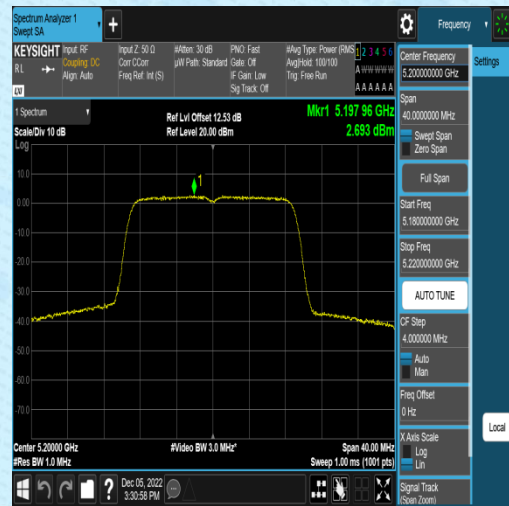 Spectrum Analyzer 1
Swept SA
+
Frequency
KEYSIGHT
RL
LXI
Input: RF
Coupling: DC
Align: Auto
Input Z: 50 Ω
Corr CCorr
Freq Ref: Int (S)
#Atten: 30 dB
µW Path: Standard
PNO: Fast
Gate: Off
IF Gain: Low
Sig Track: Off
#Avg Type: Power (RMS
Avg|Hold: 100/100
Trig: Free Run
1 2 3 4 5 6
A W W W W W
A A A A A A
1 Spectrum
Scale/Div 10 dB
Ref Lvl Offset 12.53 dB
Ref Level 20.00 dBm
Mkr1 5.197 96 GHz
2.693 dBm
Log
10.0
0.00
-10.0
-20.0
-30.0
-40.0
-50.0
-60.0
-70.0
1
Center 5.20000 GHz
#Res BW 1.0 MHz
#Video BW 3.0 MHz*
Span 40.00 MHz
Sweep 1.00 ms (1001 pts)
Dec 05, 2022
3:30:58 PM
?
Center Frequency
5.200000000 GHz
Span
40.0000000 MHz
Swept Span
Zero Span
Full Span
Start Freq
5.180000000 GHz
Stop Freq
5.220000000 GHz
AUTO TUNE
CF Step
4.000000 MHz
Auto
Man
Freq Offset
0 Hz
X Axis Scale
Log
Lin
Signal Track
(Span Zoom)
Settings
Local